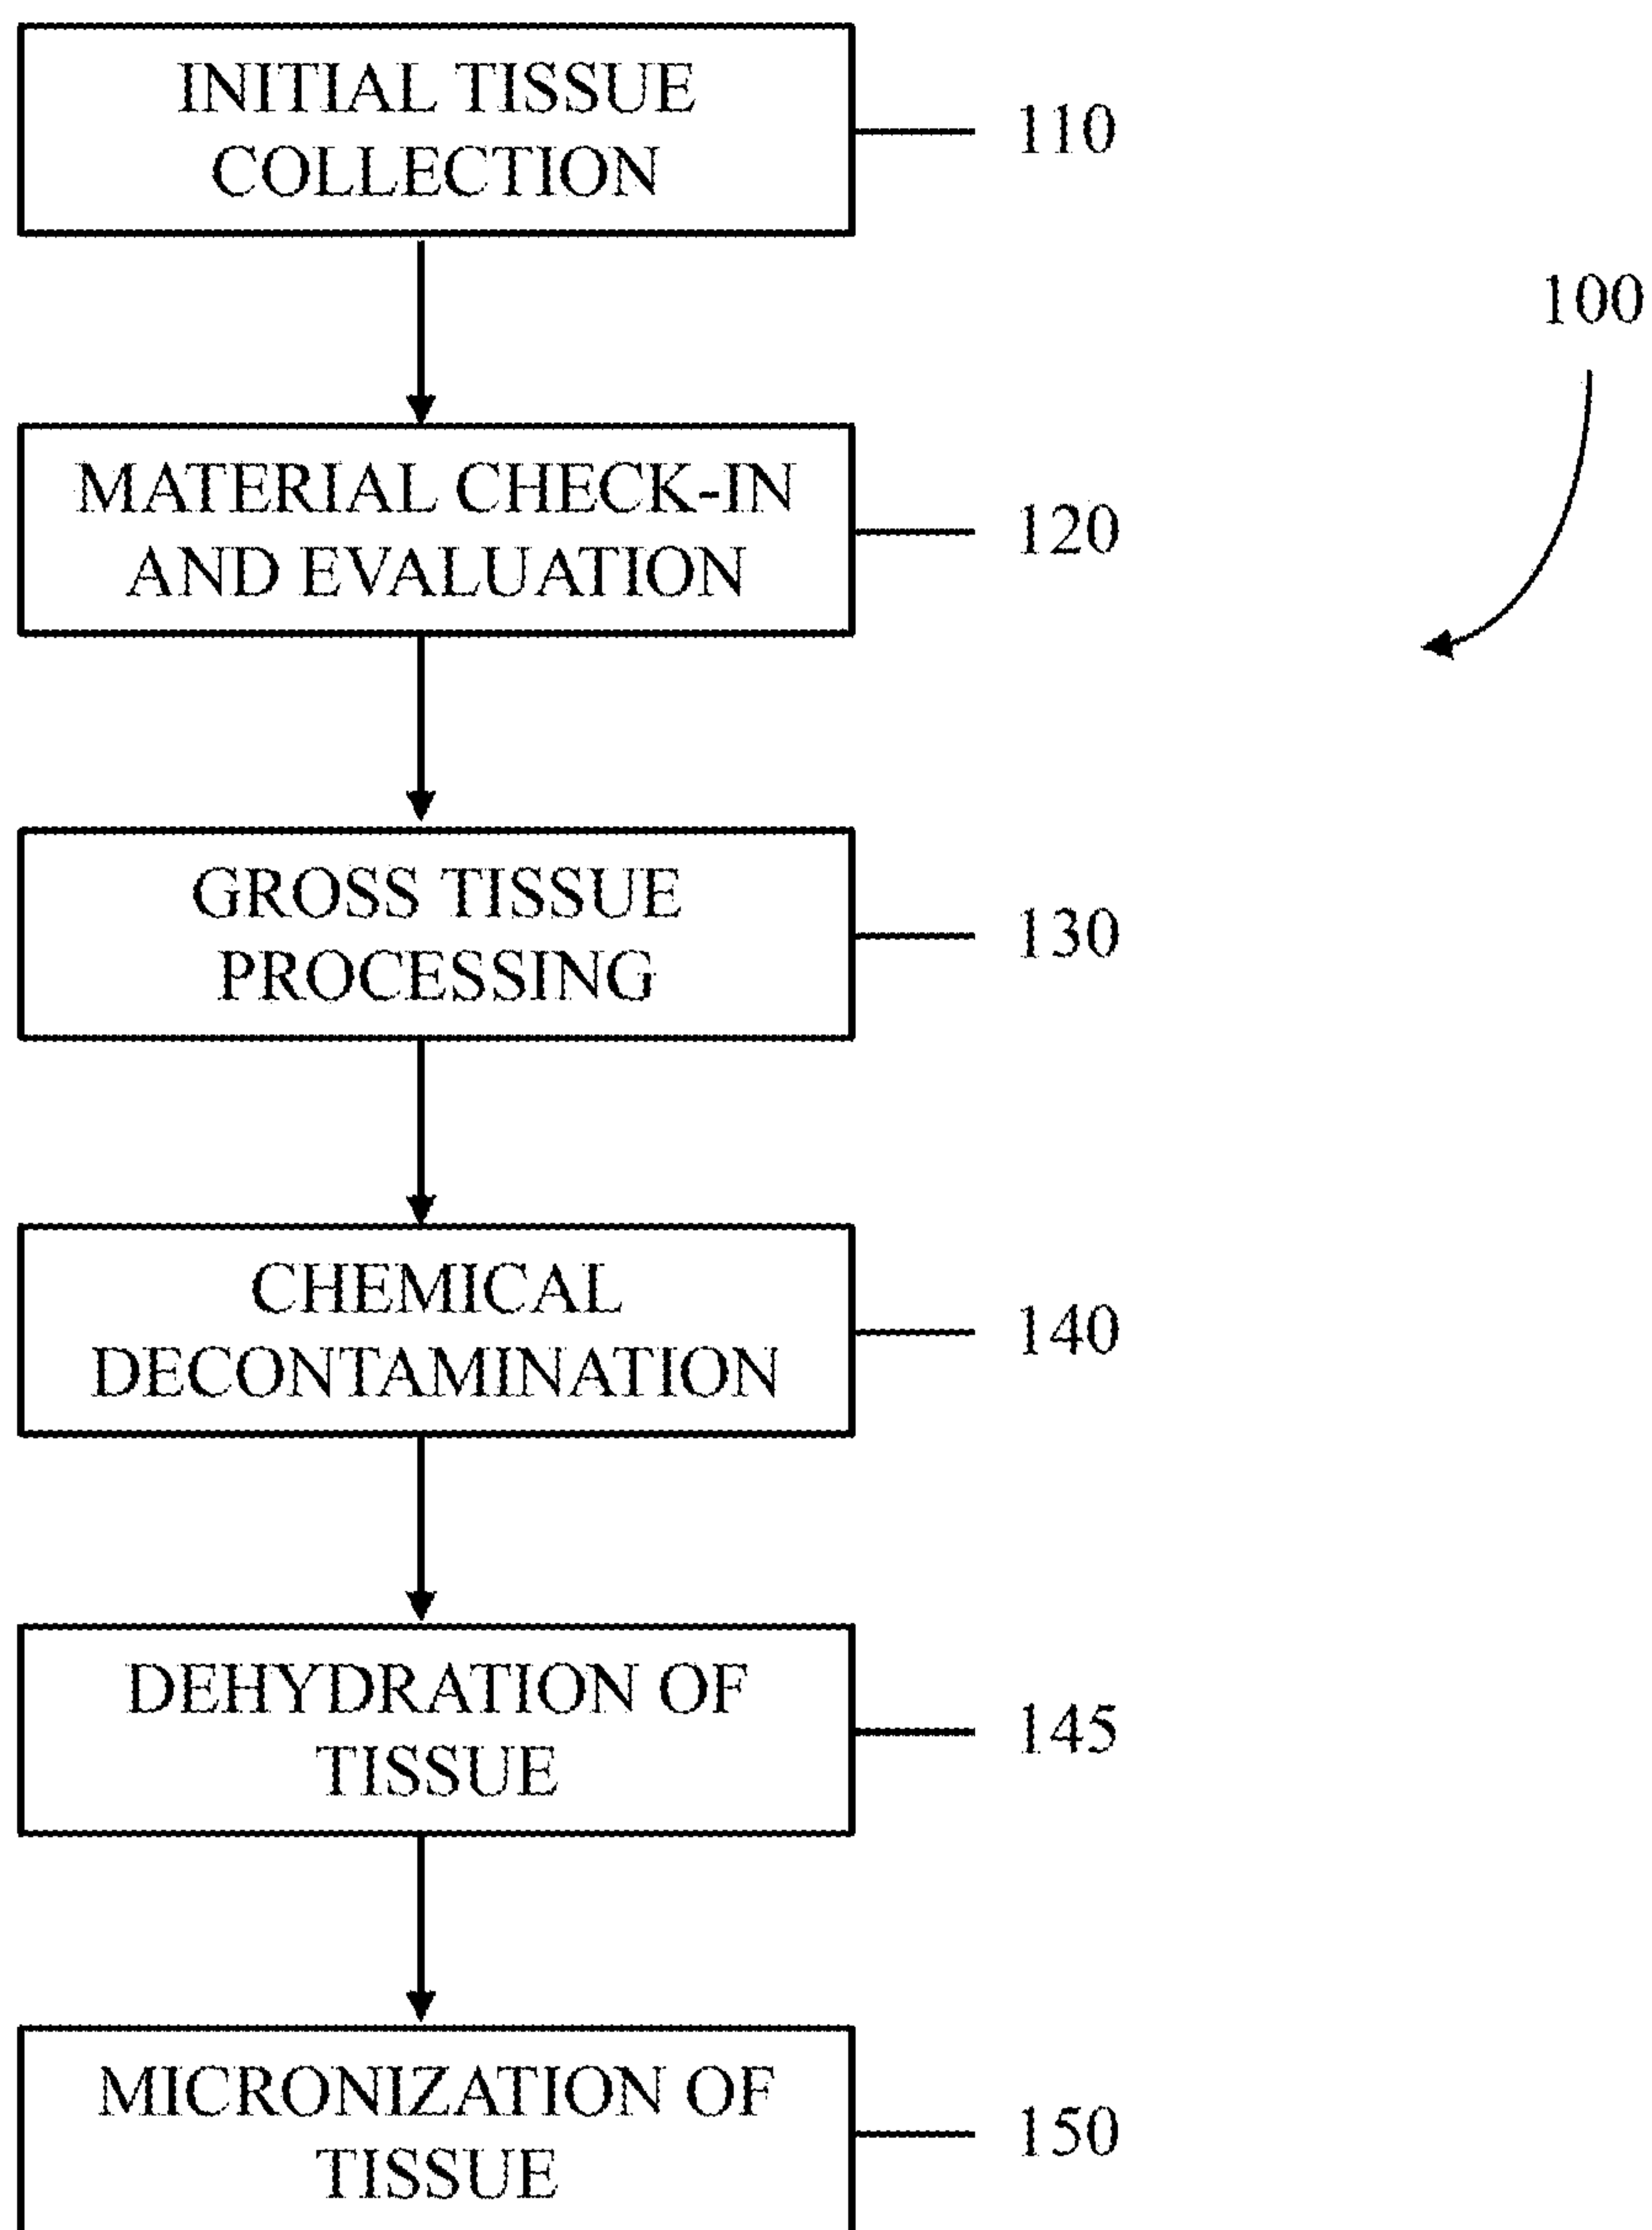 INITIAL TISSUE
COLLECTION
110
100
MATERIAL CHECK-IN
AND EVALUATION
120
GROSS TISSUE
PROCESSING
130
CHEMICAL
DECONTAMINATION
140
DEHYDRATION OF
TISSUE
145
MICRONIZATION OF
TISSUE
150